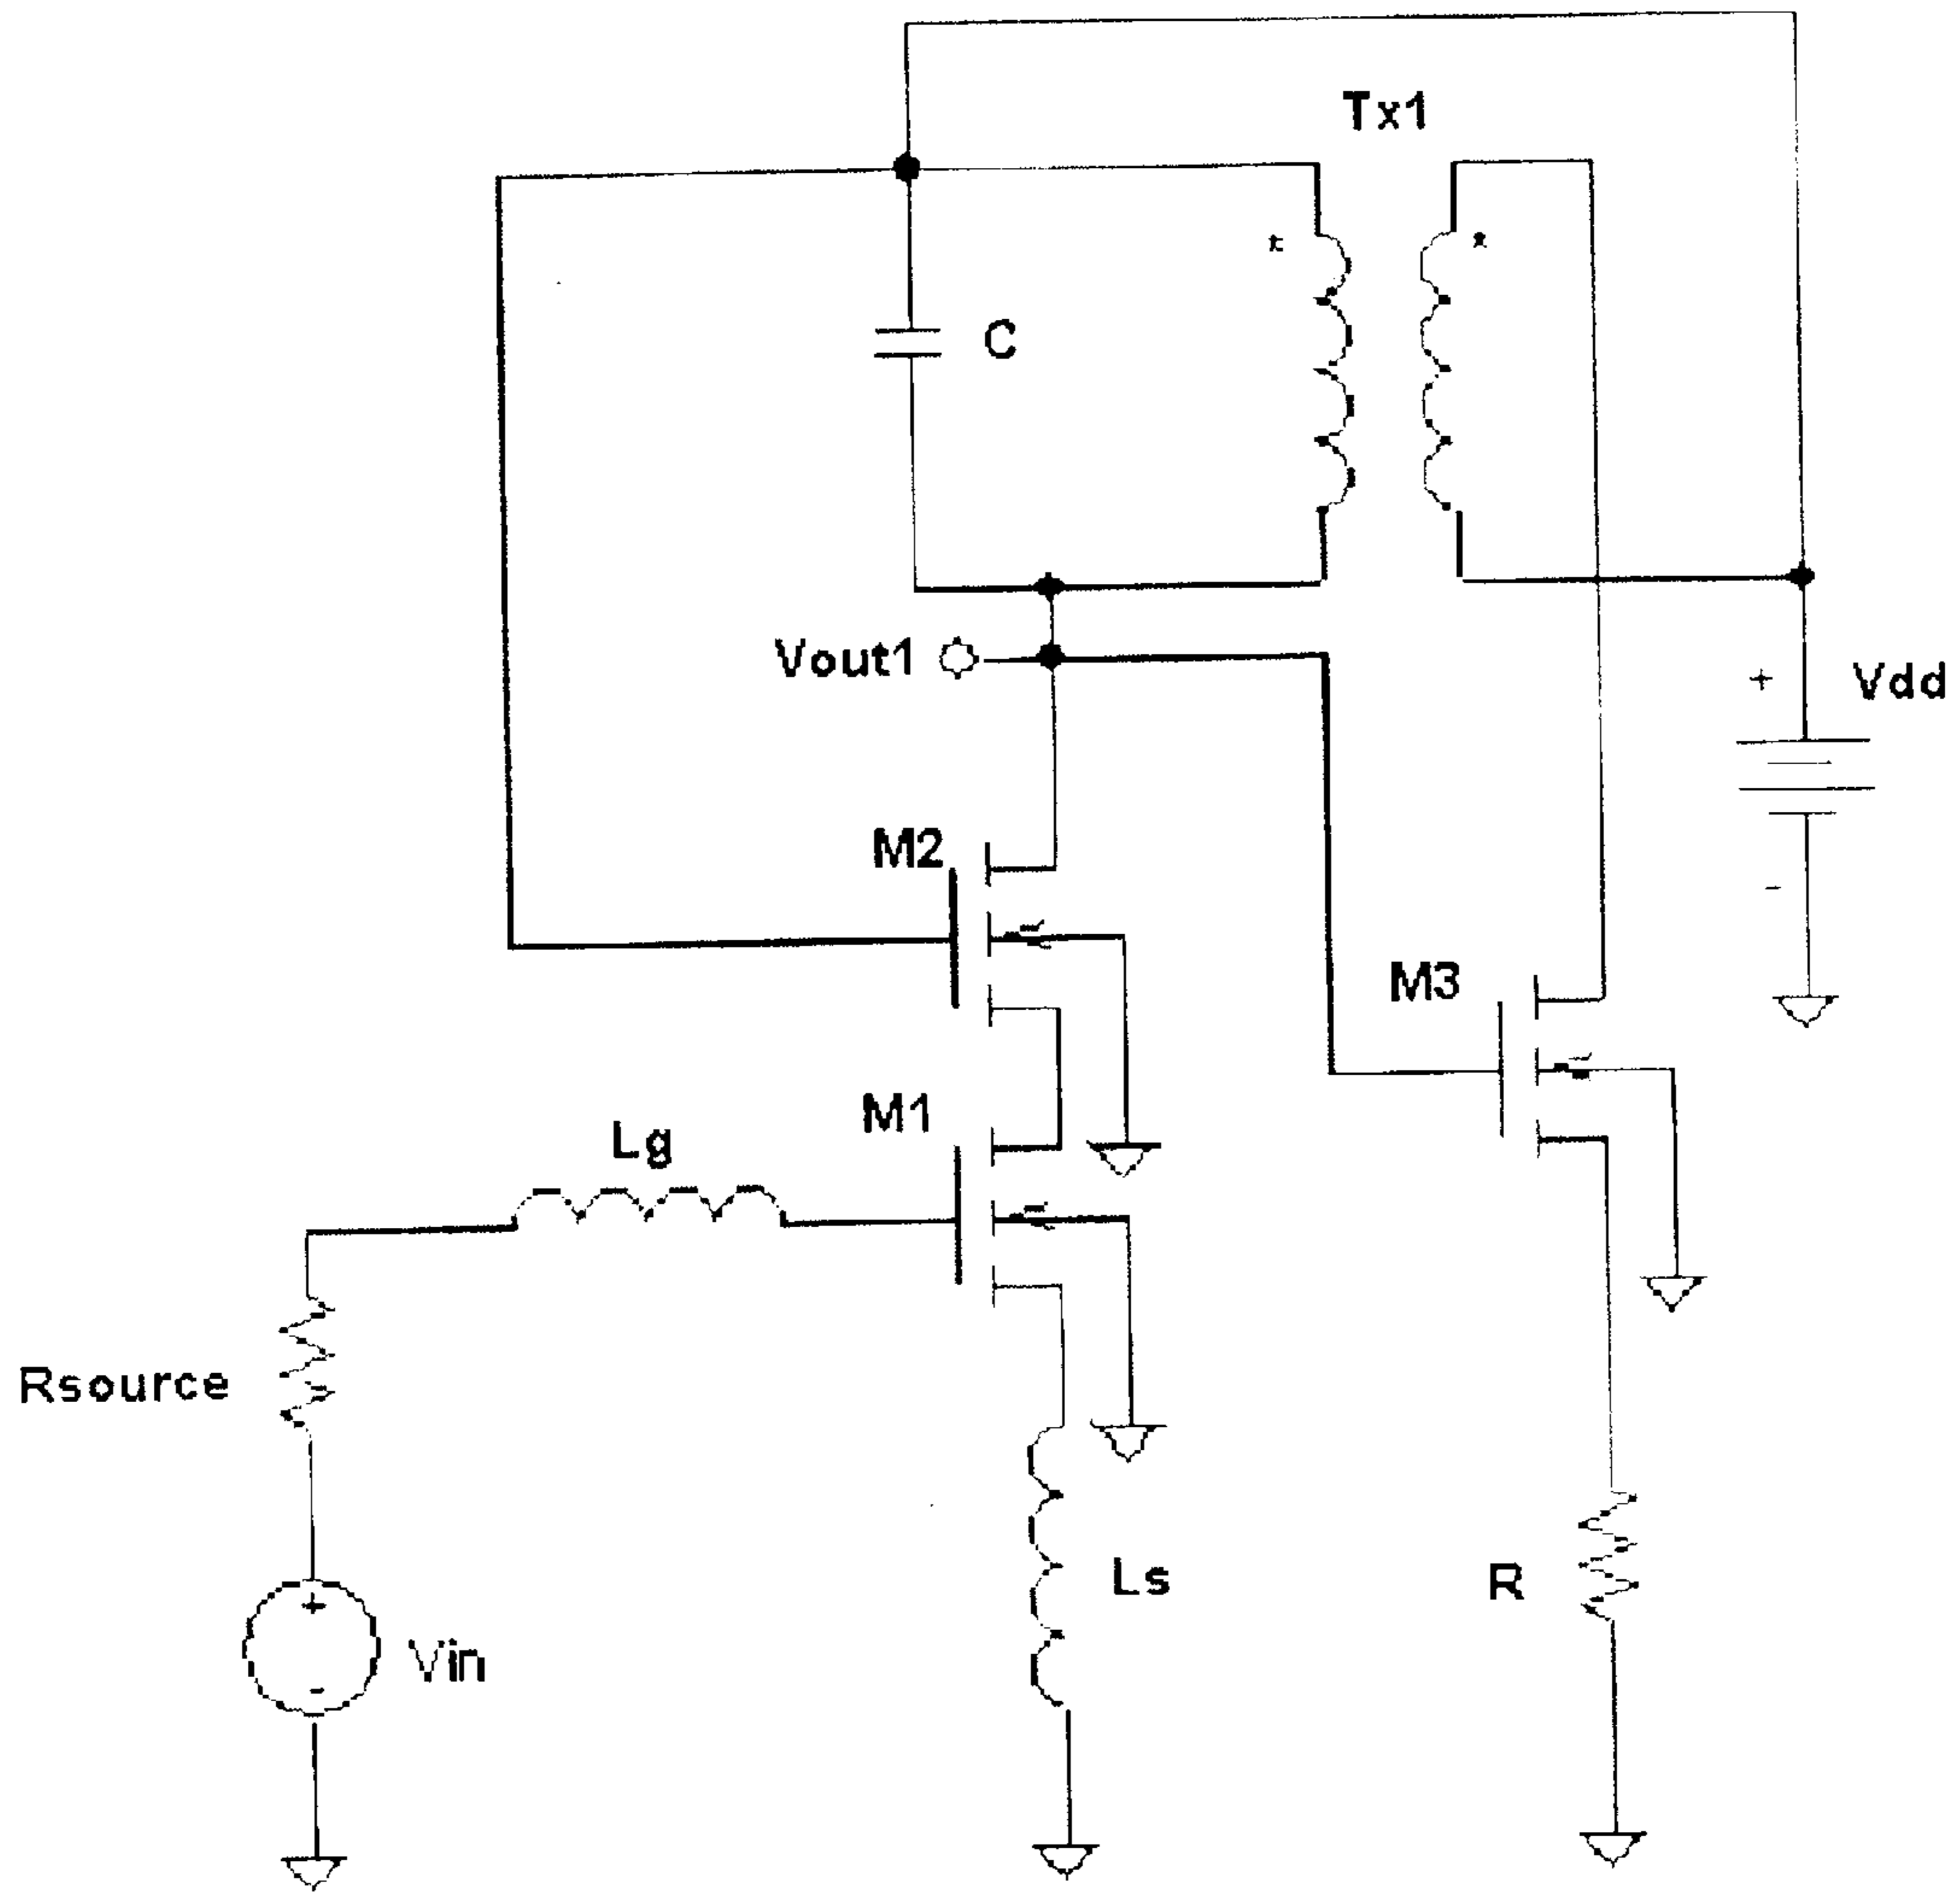 Tx1
C
Vout1
+ Vdd
-
M2
M3
M1
Lg
Rsource
Ls
R
+
Vin
-